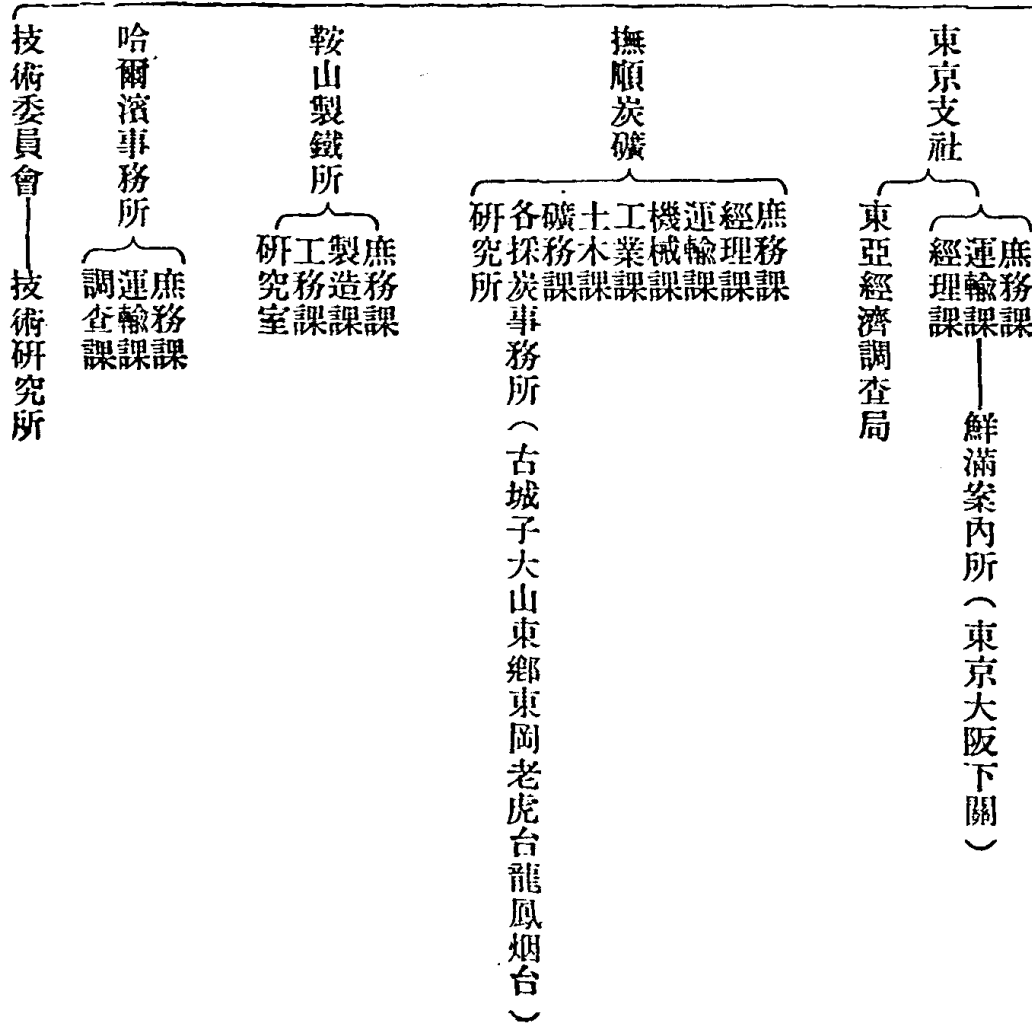 東京支社
庶務課
運輸課――鮮滿案內所（東京大阪下關）
經理課
東亞經濟調查局
撫順炭礦
庶務課
經理課
運輸課
機械課
工業課
土木課
礦務課
各採炭事務所（古城子大山東鄉東岡老虎台龍鳳烟台）
研究所
鞍山製鐵所
庶務課
製造課
工務課
研究室
哈爾濱事務所
庶務課
運輸課
調查課
技術委員會――技術研究所